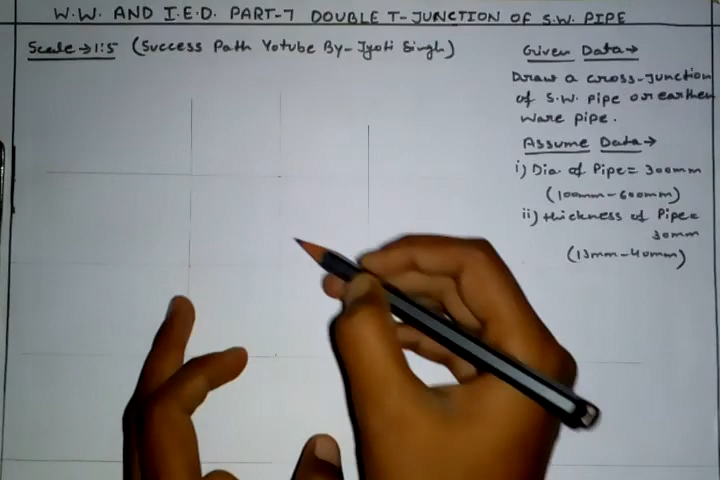 W.W. AND I.E.D. PART-7 DOUBLE T-JUNCTION OF S.W. PIPE
Scale → 1:5 (Success Path Yotube By- Jyoti Singh)
Given Data→
Draw a cross-junction
of S.W. pipe or earthen
ware pipe.
Assume Data→
i) Dia. of Pipe = 300mm
(100mm-600mm)
ii) thickness of Pipe=
30mm
(13mm-40mm)